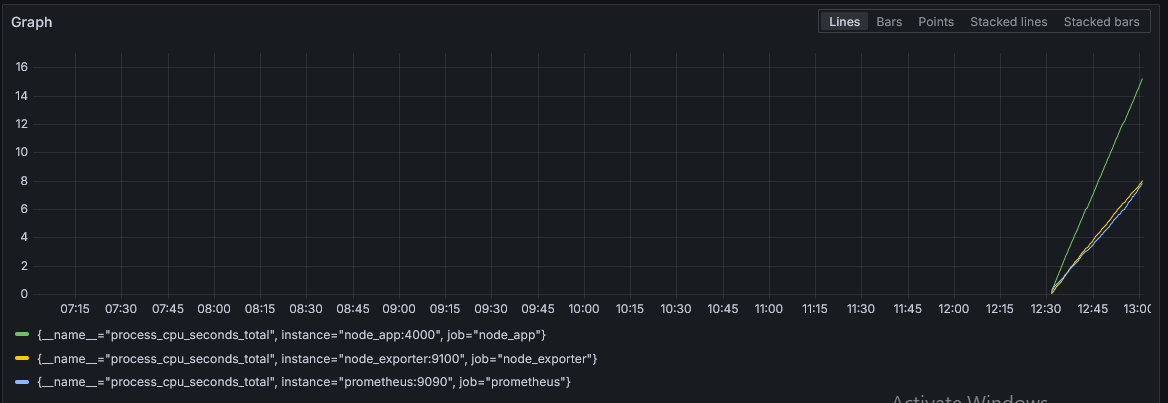 Graph
Lines Bars Points Stacked lines Stacked bars
16
14
12
10
8
6
4
2
0
07:15 07:30 07:45 08:00 08:15 08:30 08:45 09:00 09:15 09:30 09:45 10:00 10:15 10:30 10:45 11:00 11:15 11:30 11:45 12:00 12:15 12:30 12:45 13:00
{__name__="process_cpu_seconds_total", instance="node_app:4000", job="node_app"}
{__name__="process_cpu_seconds_total", instance="node_exporter:9100", job="node_exporter"}
{__name__="process_cpu_seconds_total", instance="prometheus:9090", job="prometheus"}
Activate Windows